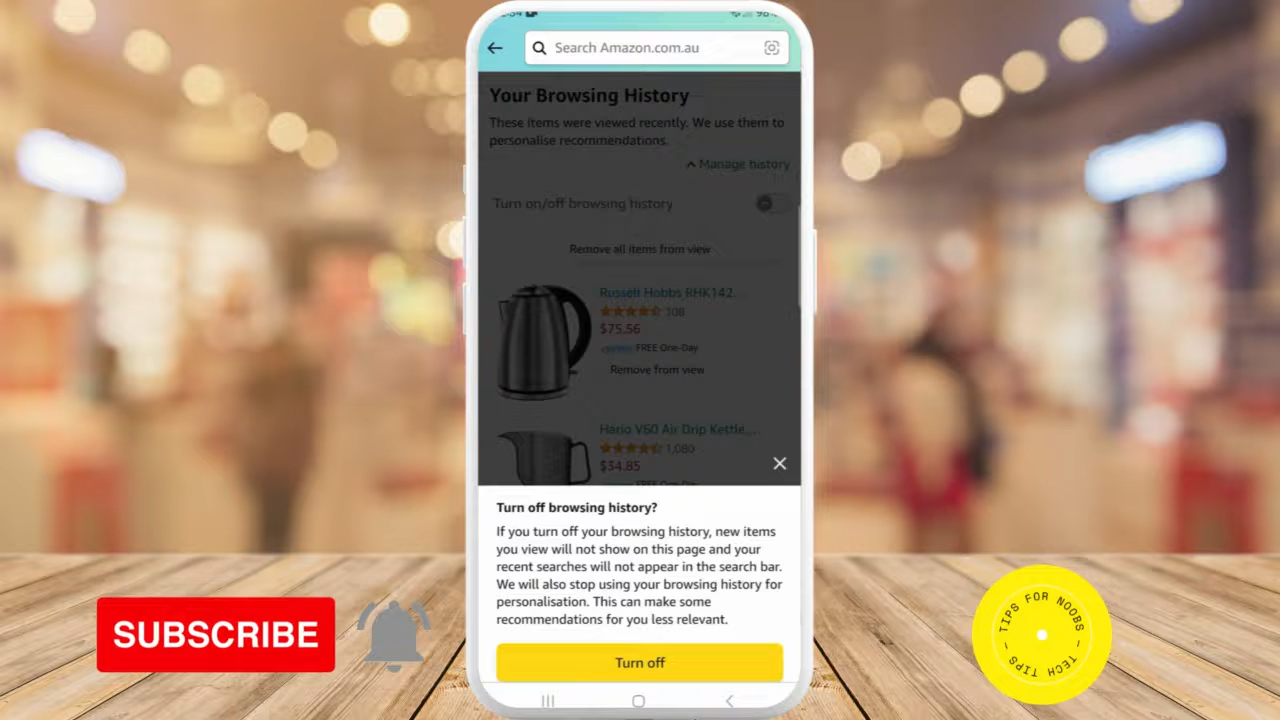 Search Amazon.com.au
Your Browsing History
These items were viewed recently. We use them to
personalise recommendations.
Manage history
Turn on/off browsing history
Remove all items from view
Russell Hobbs RHK142...
108
$75.56
FREE One-Day
Remove from view
Hario V60 Air Drip Kettle...
1,080
$34.85
FREE One-Day
Turn off browsing history?
If you turn off your browsing history, new items
you view will not show on this page and your
recent searches will not appear in the search bar.
We will also stop using your browsing history for
personalisation. This can make some
recommendations for you less relevant.
Turn off
SUBSCRIBE
TIPS FOR NOOBS
TECH TIPS